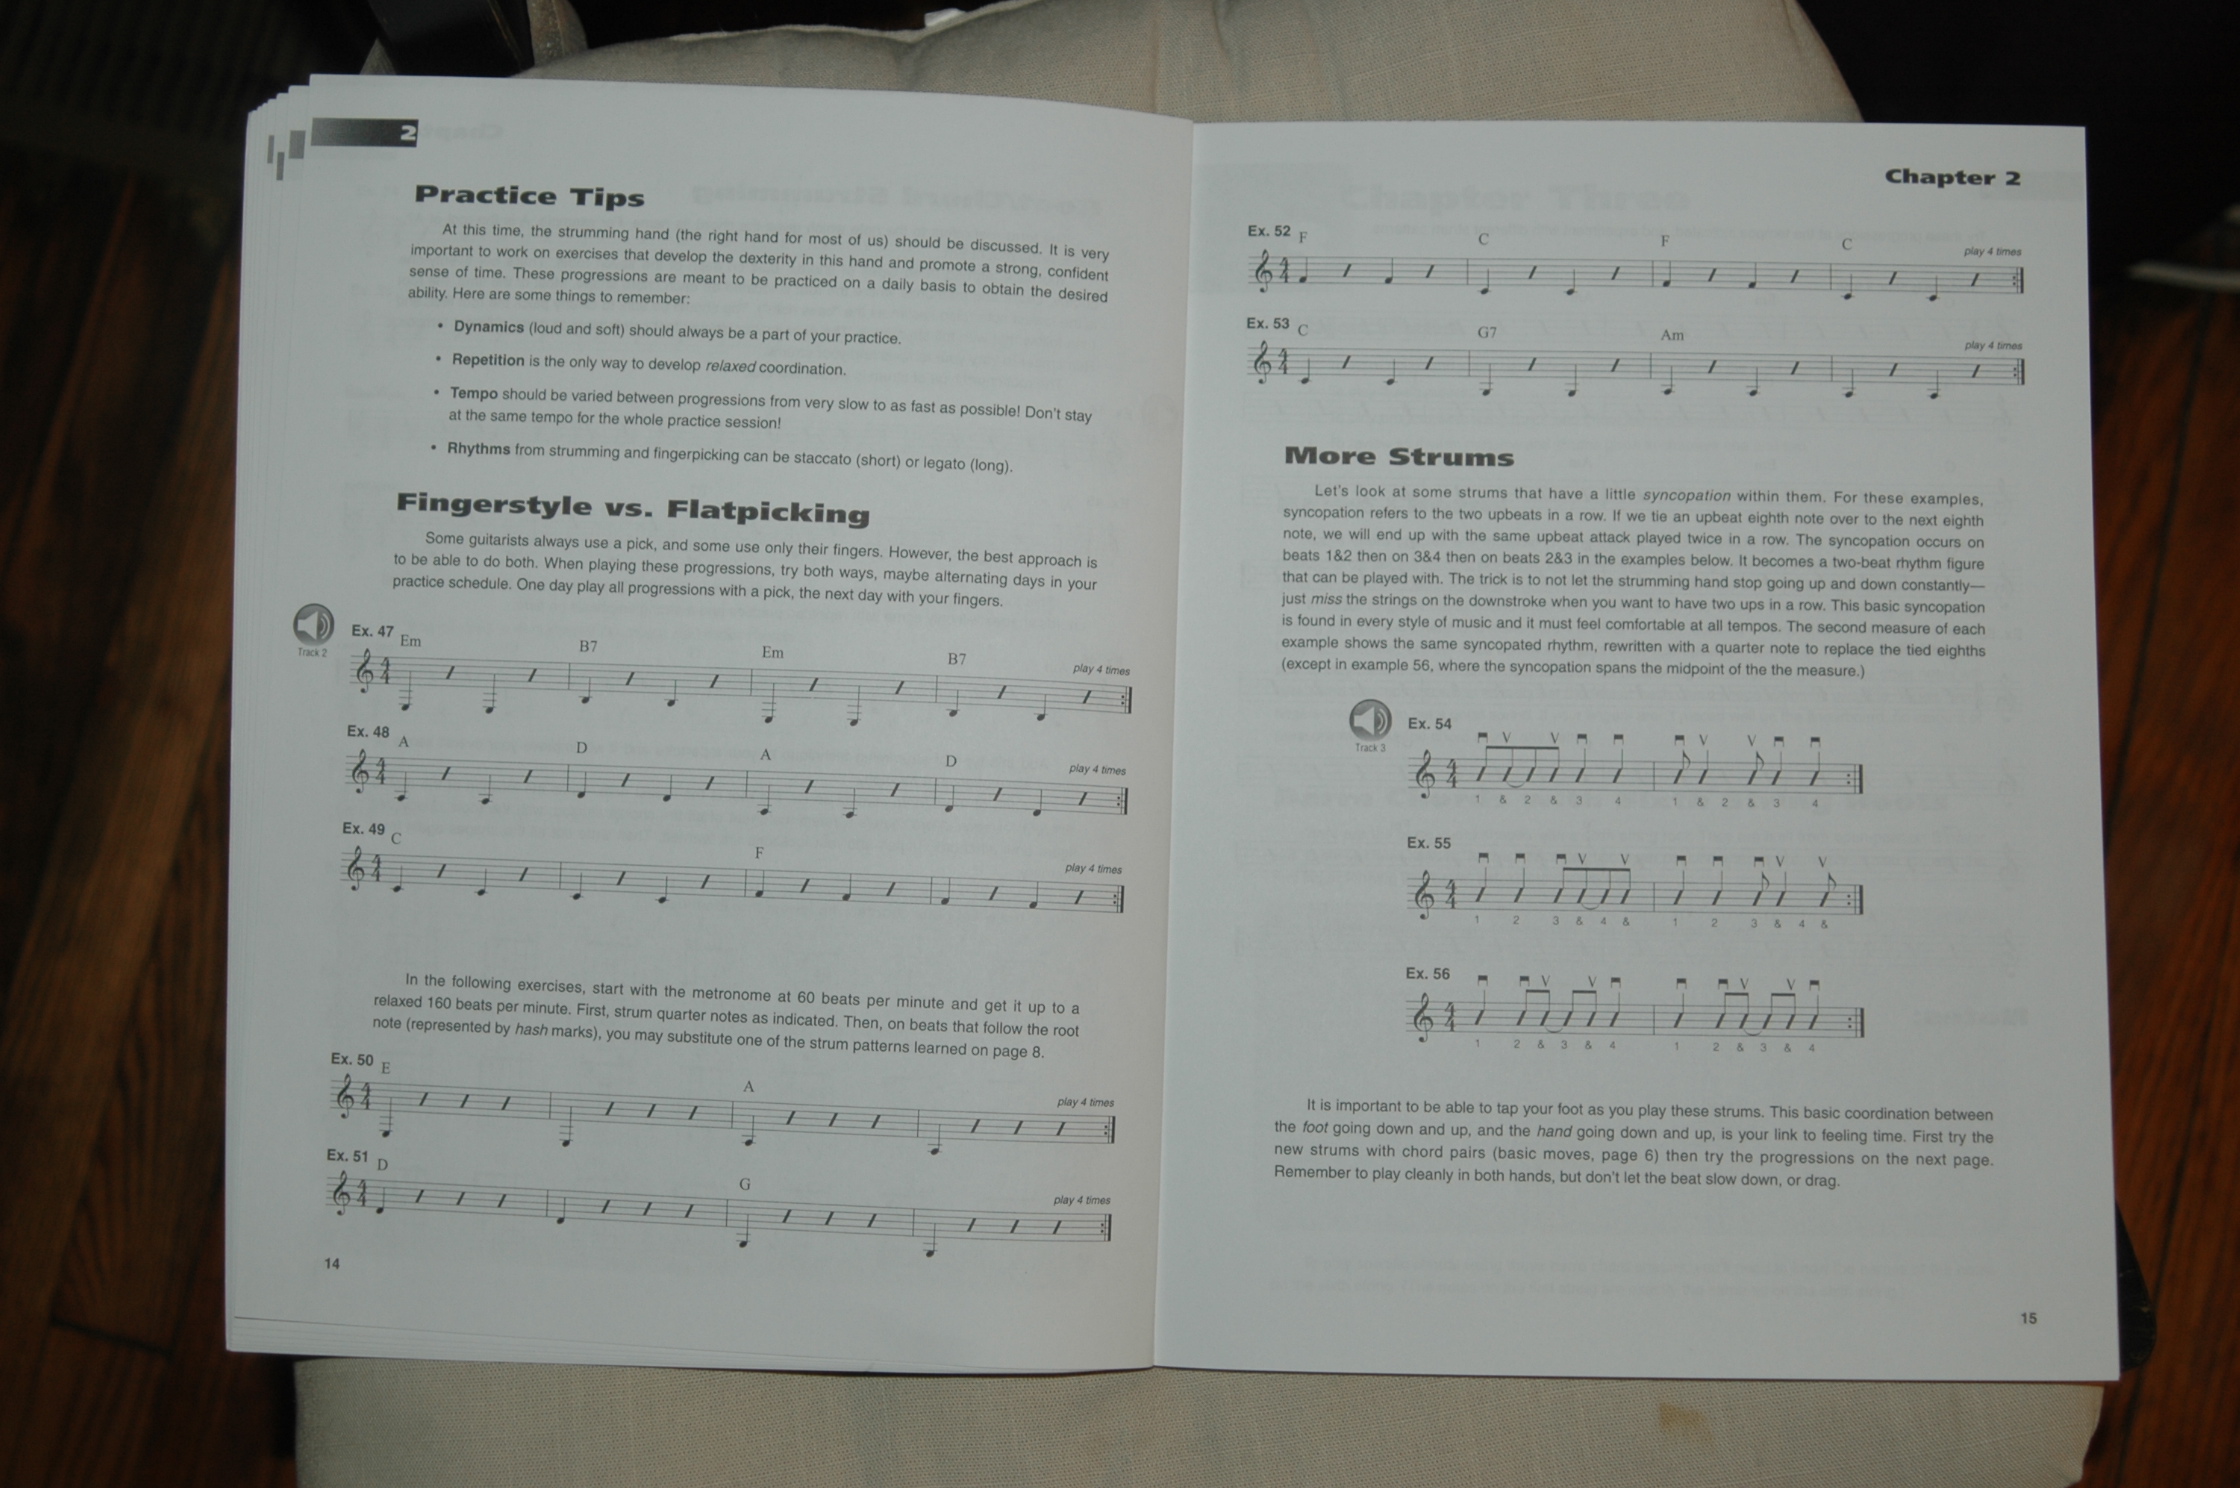 2
Practice Tips
At this time, the strumming hand (the right hand for most of us) should be discussed. It is very
important to work on exercises that develop the dexterity in this hand and promote a strong, confident
sense of time. These progressions are meant to be practiced on a daily basis to obtain the desired
ability. Here are some things to remember:
• Dynamics (loud and soft) should always be a part of your practice.
• Repetition is the only way to develop relaxed coordination.
• Tempo should be varied between progressions from very slow to as fast as possible! Don't stay
at the same tempo for the whole practice session!
• Rhythms from strumming and fingerpicking can be staccato (short) or legato (long).
Fingerstyle vs. Flatpicking
Some guitarists always use a pick, and some use only their fingers. However, the best approach is
to be able to do both. When playing these progressions, try both ways, maybe alternating days in your
practice schedule. One day play all progressions with a pick, the next day with your fingers.
Track 2
Ex. 47 Em B7 Em B7 play 4 times
4
4
Ex. 48 A D A D play 4 times
4
4
Ex. 49 C F play 4 times
4
4
In the following exercises, start with the metronome at 60 beats per minute and get it up to a
relaxed 160 beats per minute. First, strum quarter notes as indicated. Then, on beats that follow the root
note (represented by hash marks), you may substitute one of the strum patterns learned on page 8.
Ex. 50 E A play 4 times
4
4
Ex. 51 D G play 4 times
4
4
14
Chapter 2
Ex. 52 F C F C play 4 times
4
4
Ex. 53 C G7 Am play 4 times
4
4
More Strums
Let's look at some strums that have a little syncopation within them. For these examples,
syncopation refers to the two upbeats in a row. If we tie an upbeat eighth note over to the next eighth
note, we will end up with the same upbeat attack played twice in a row. The syncopation occurs on
beats 1&2 then on 3&4 then on beats 2&3 in the examples below. It becomes a two-beat rhythm figure
that can be played with. The trick is to not let the strumming hand stop going up and down constantly—
just miss the strings on the downstroke when you want to have two ups in a row. This basic syncopation
is found in every style of music and it must feel comfortable at all tempos. The second measure of each
example shows the same syncopated rhythm, rewritten with a quarter note to replace the tied eighths
(except in example 56, where the syncopation spans the midpoint of the the measure.)
Track 3
Ex. 54
4
4
1 & 2 & 3 4 1 & 2 & 3 4
Ex. 55
4
4
1 2 3 & 4 & 1 2 3 & 4 &
Ex. 56
4
4
1 2 & 3 & 4 1 2 & 3 & 4
It is important to be able to tap your foot as you play these strums. This basic coordination between
the foot going down and up, and the hand going down and up, is your link to feeling time. First try the
new strums with chord pairs (basic moves, page 6) then try the progressions on the next page.
Remember to play cleanly in both hands, but don't let the beat slow down, or drag.
15